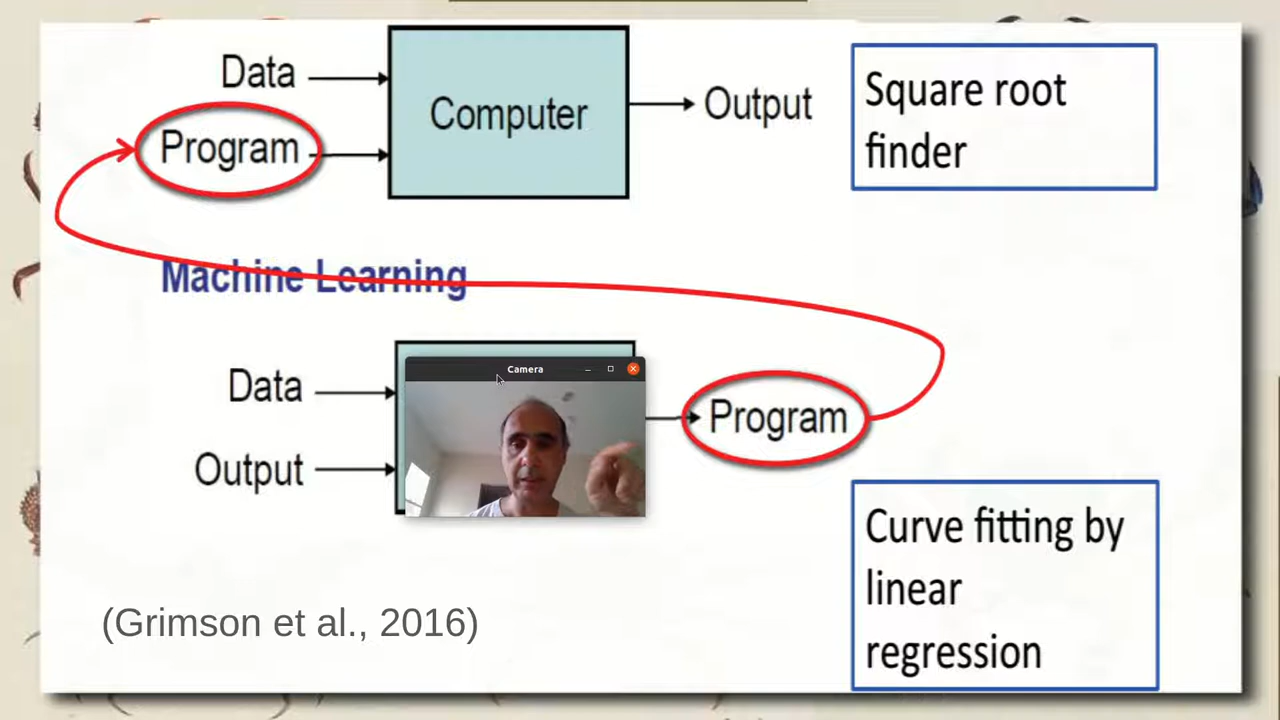 Data
Program
Computer
Output
Square root
finder
Machine Learning
Data
Output
Camera
Program
Curve fitting by
linear
regression
(Grimson et al., 2016)